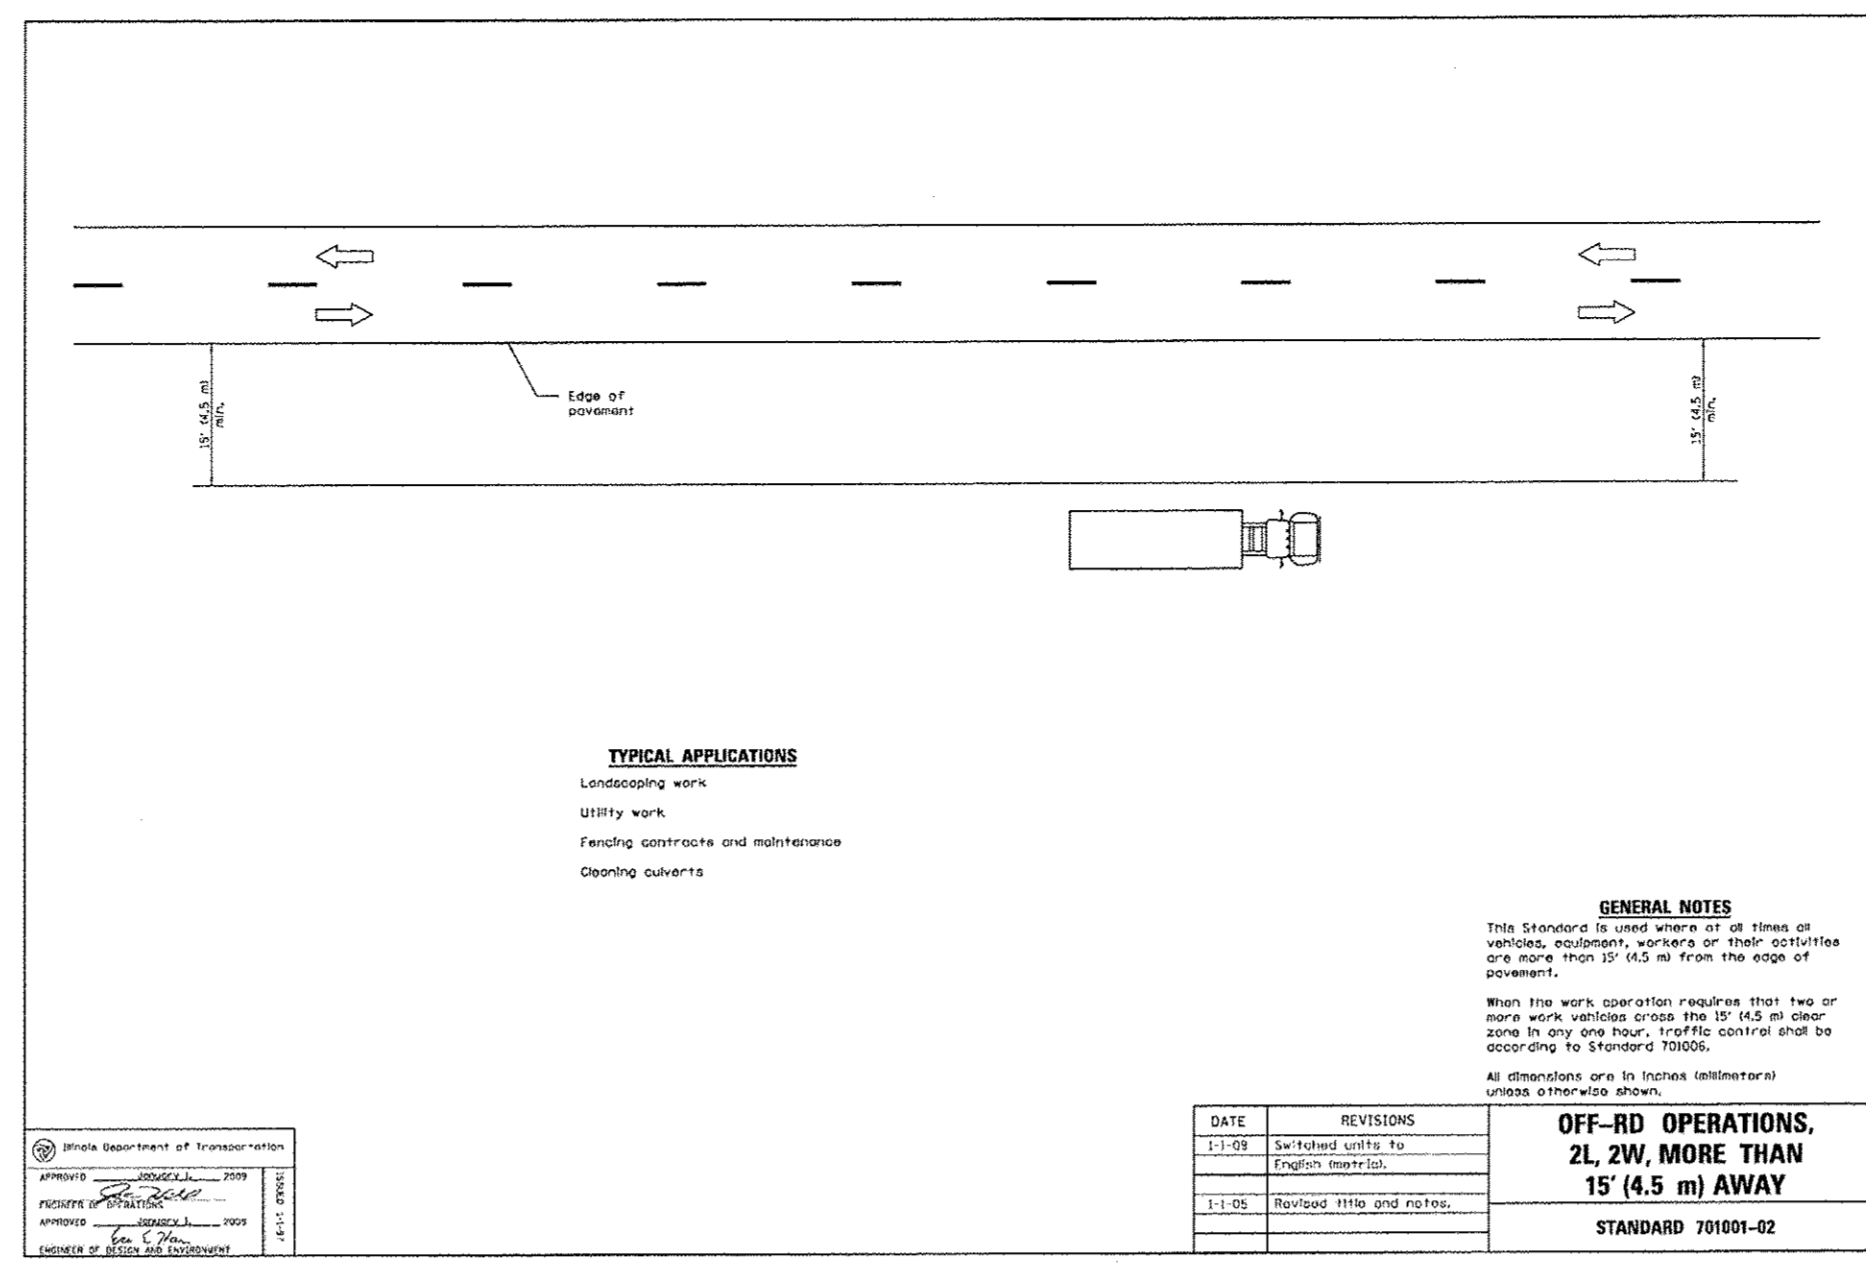 15' (4.5 m)
min.
Edge of
pavement
15' (4.5 m)
min.
TYPICAL APPLICATIONS
Landscaping work
Utility work
Fencing contracts and maintenance
Cleaning culverts
GENERAL NOTES
This Standard is used where at all times all
vehicles, equipment, workers or their activities
are more than 15' (4.5 m) from the edge of
pavement.
When the work operation requires that two or
more work vehicles cross the 15' (4.5 m) clear
zone in any one hour, traffic control shall be
according to Standard 701006.
All dimensions are in inches (millimeters)
unless otherwise shown.
Illinois Department of Transportation
APPROVED January 1, 2009
ENGINEER OF OPERATIONS
APPROVED January 1, 2009
ENGINEER OF DESIGN AND ENVIRONMENT
ISSUED 1-1-97
DATE REVISIONS
1-1-09 Switched units to
English (metric).
1-1-05 Revised title and notes.
OFF–RD OPERATIONS,
2L, 2W, MORE THAN
15' (4.5 m) AWAY
STANDARD 701001–02